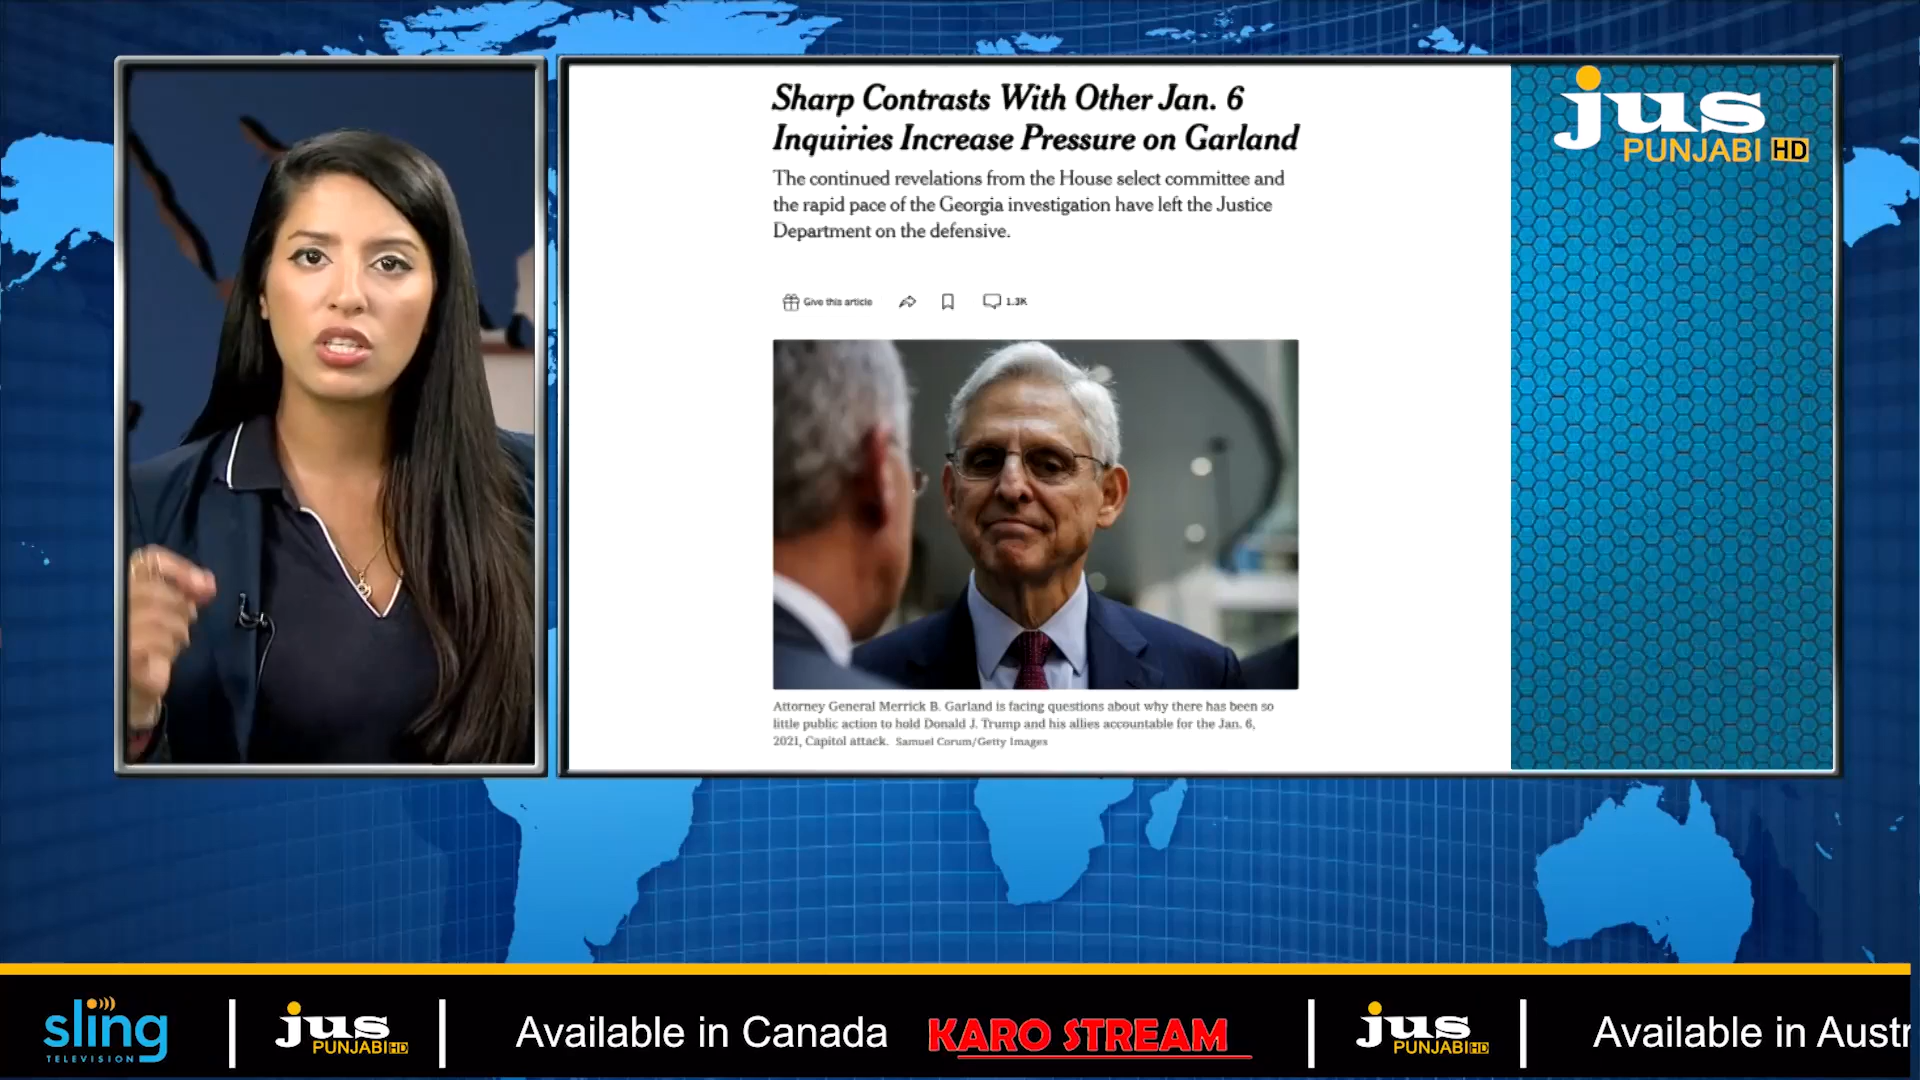 Sharp Contrasts With Other Jan. 6
Inquiries Increase Pressure on Garland
The continued revelations from the House select committee and
the rapid pace of the Georgia investigation have left the Justice
Department on the defensive.
Give this article
1.3K
Attorney General Merrick B. Garland is facing questions about why there has been so
little public action to hold Donald J. Trump and his allies accountable for the Jan. 6,
2021, Capitol attack. Samuel Corum/Getty Images
jus
PUNJABI HD
sling
TELEVISION
jus
PUNJABI HD
Available in Canada
KARO STREAM
jus
PUNJABI HD
Available in Austr